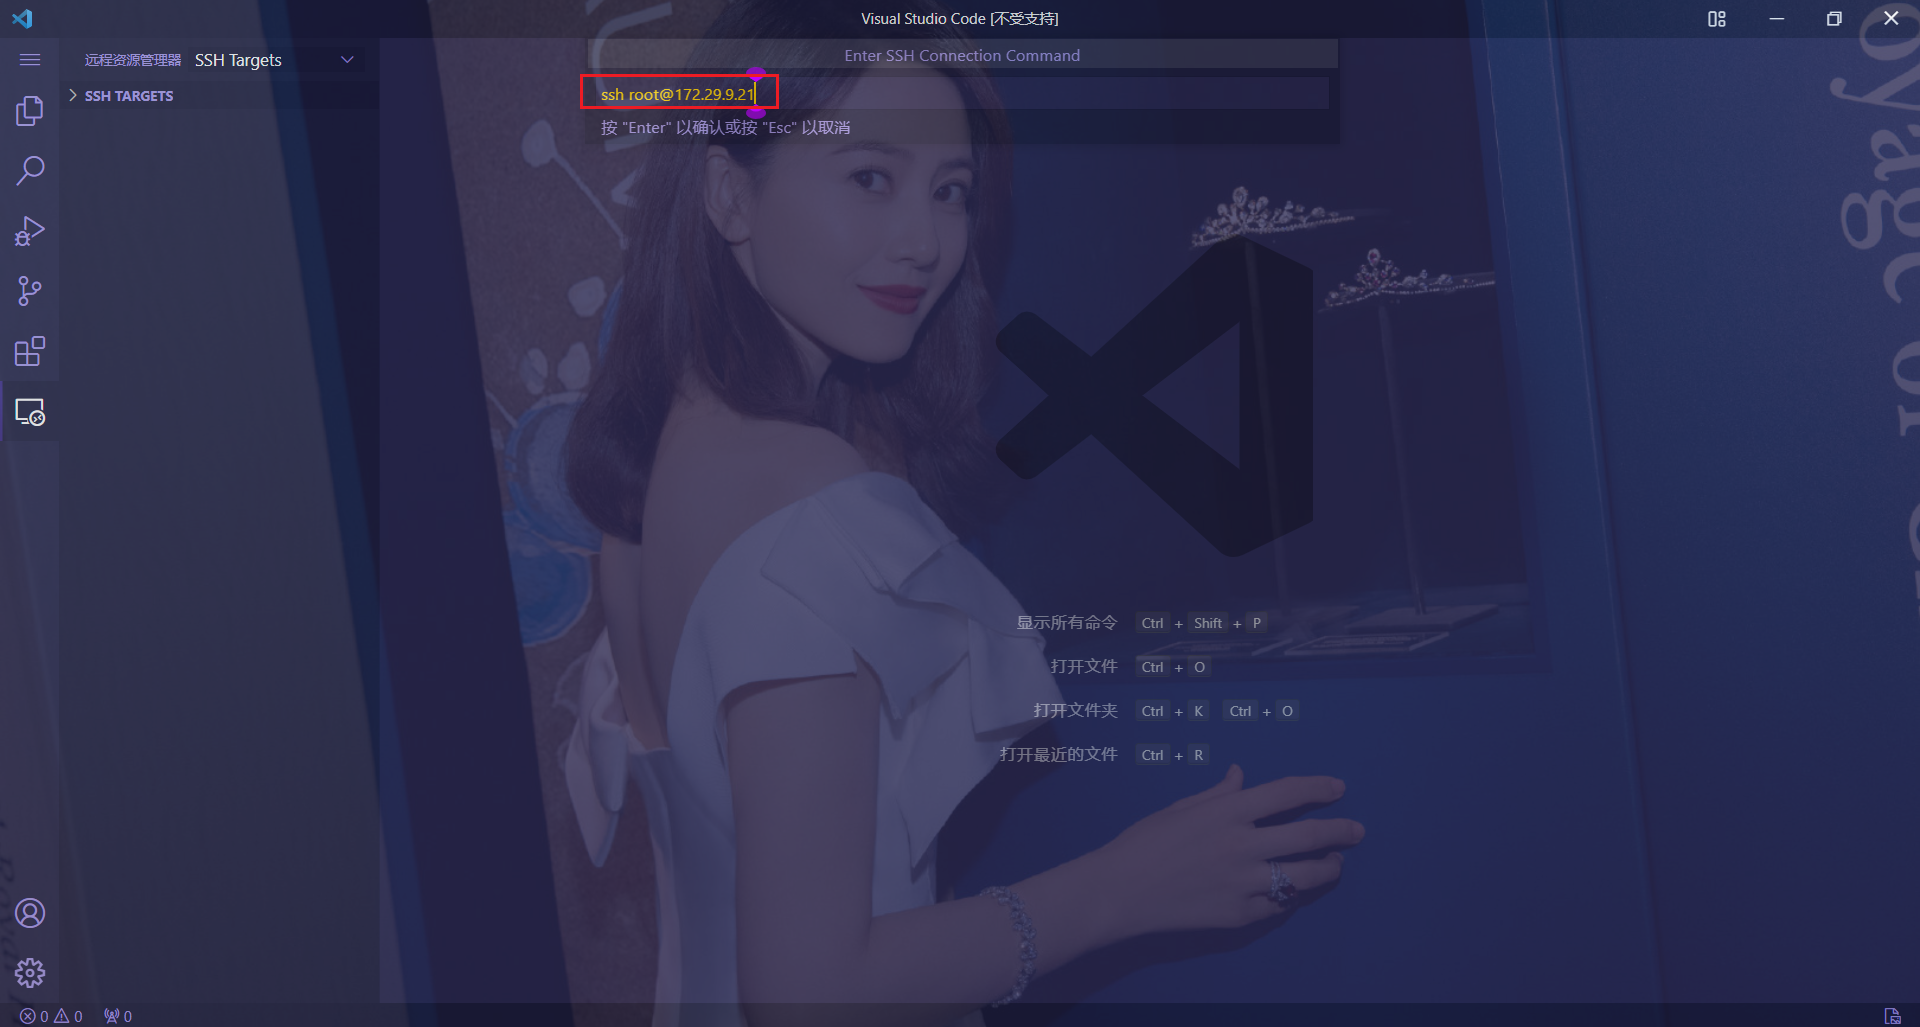 Visual Studio Code [不受支持]
远程资源管理器 SSH Targets
SSH TARGETS
Enter SSH Connection Command
ssh root@172.29.9.21
按 "Enter" 以确认或按 "Esc" 以取消
显示所有命令 Ctrl + Shift + P
打开文件 Ctrl + O
打开文件夹 Ctrl + K Ctrl + O
打开最近的文件 Ctrl + R
0 0 0